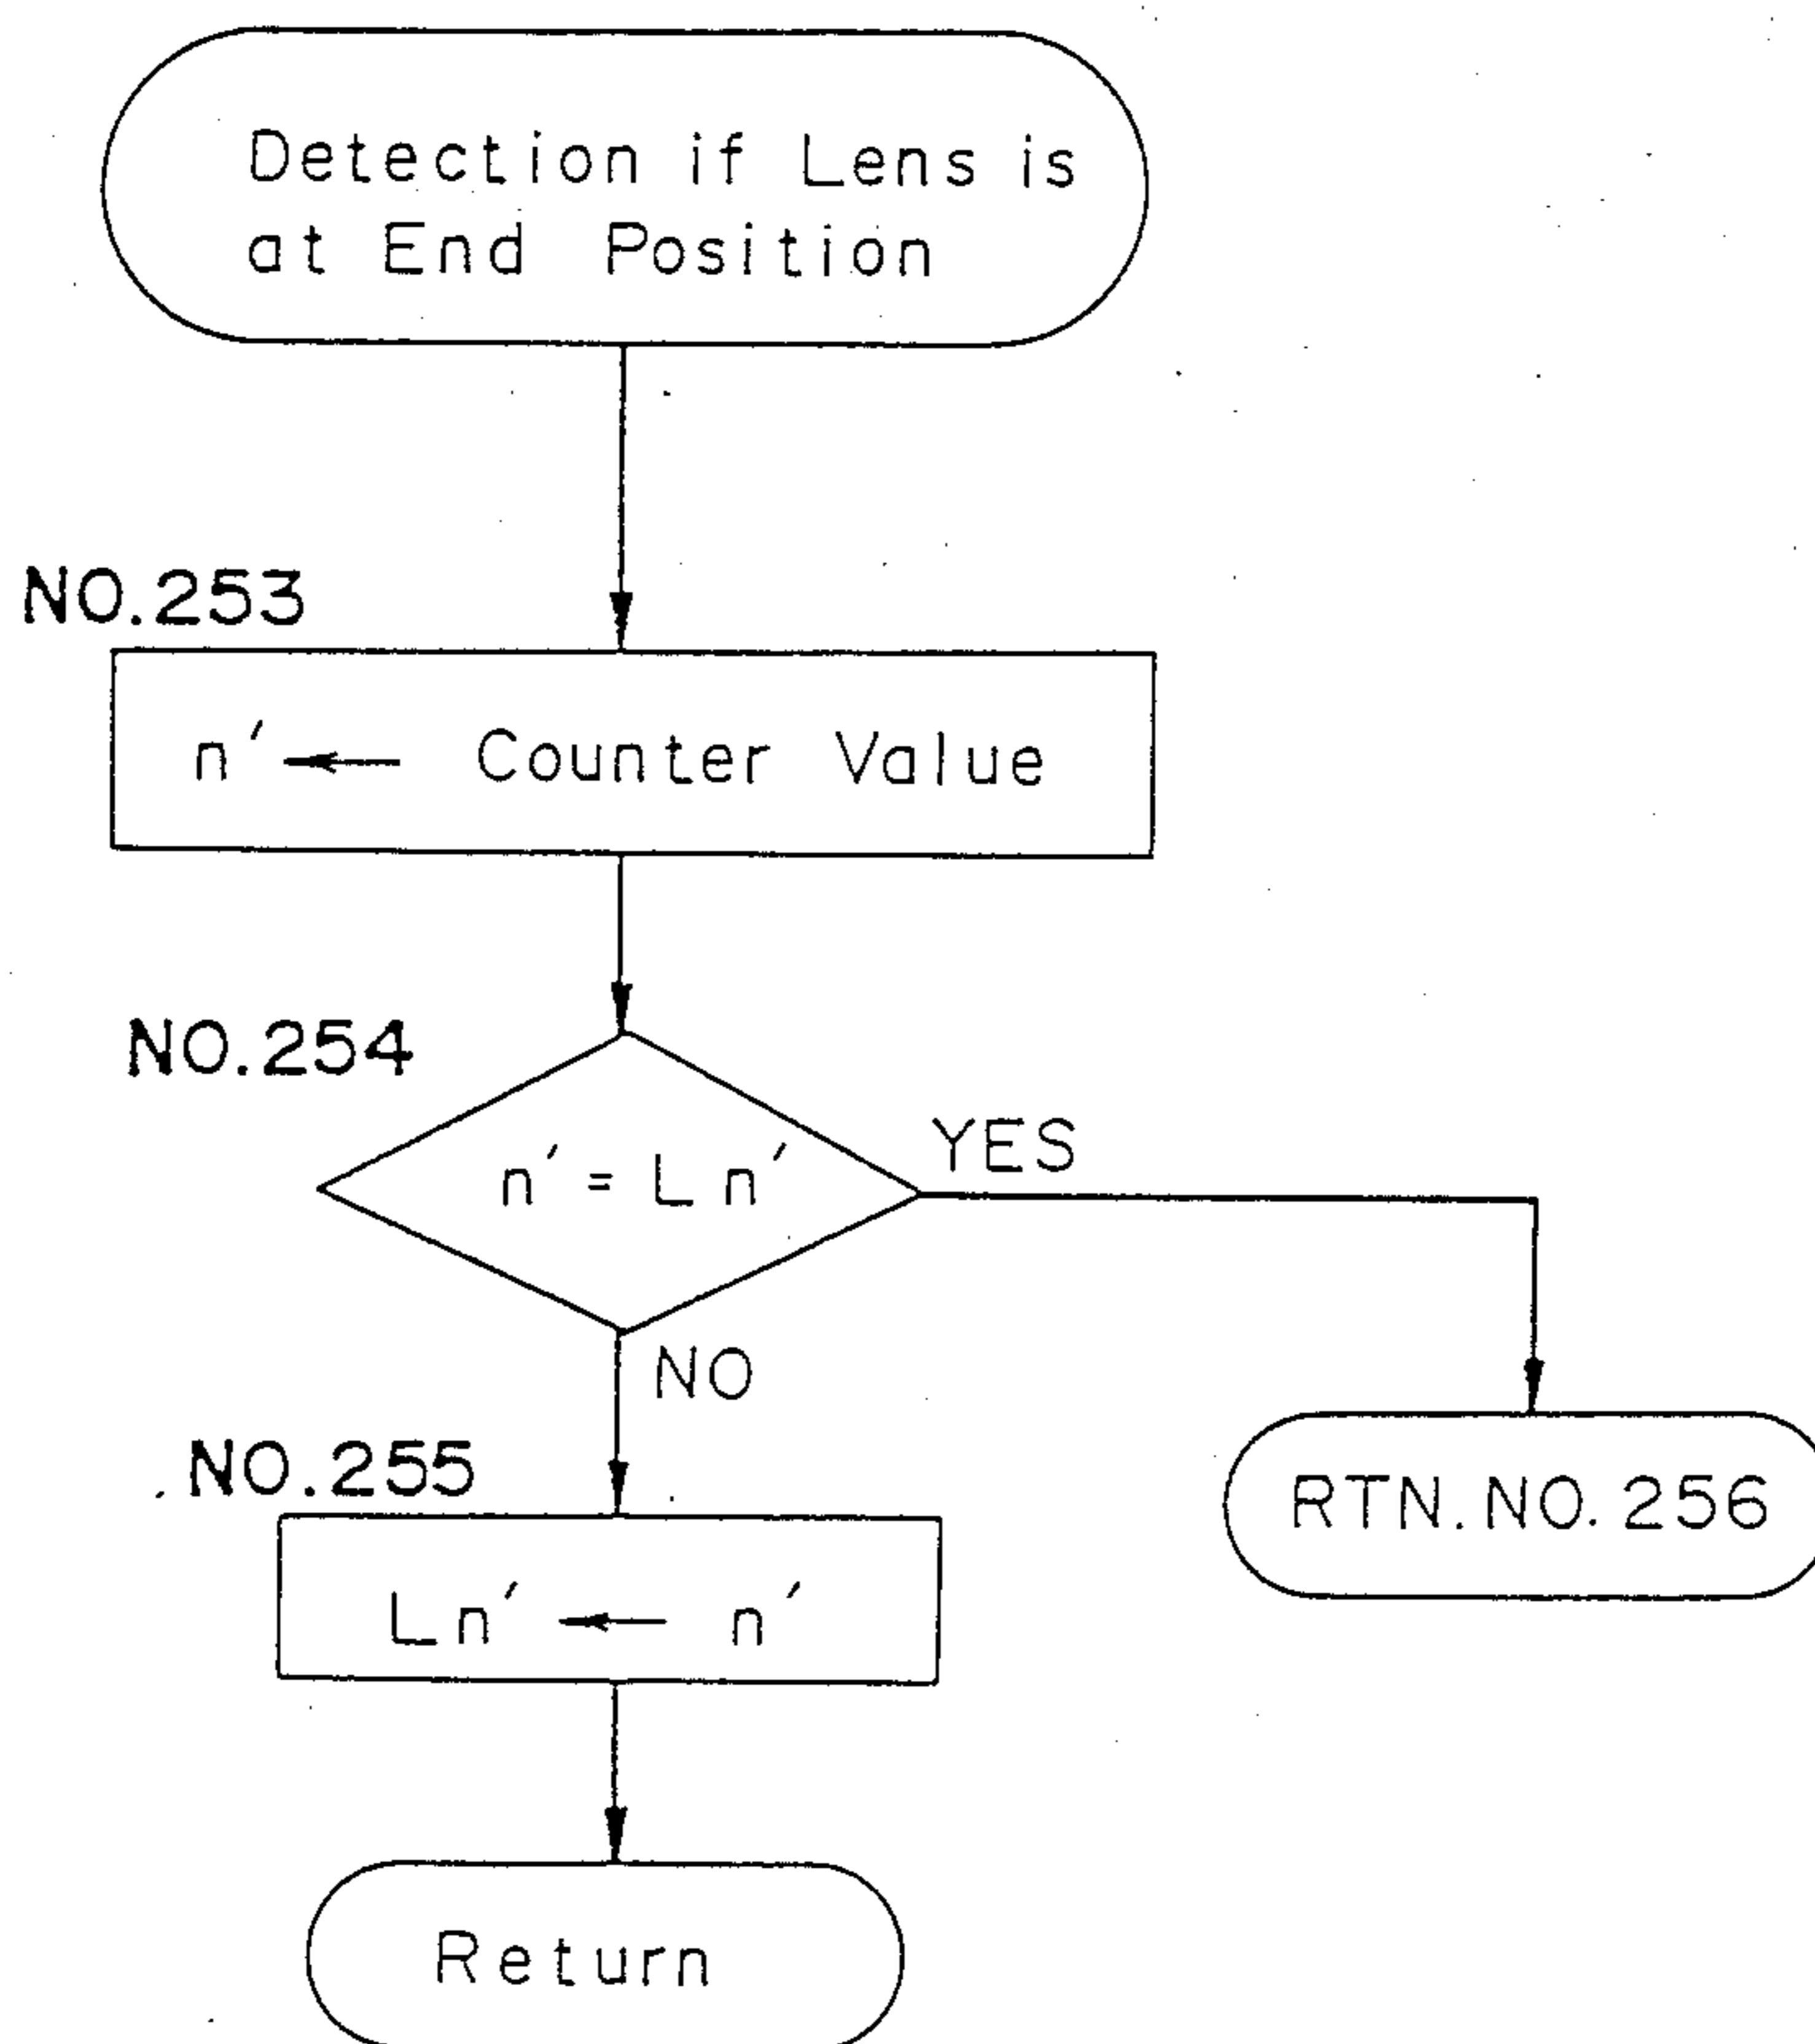 Detection if Lens is
at End Position
NO.253
n' ← Counter Value
NO.254
n' = Ln'
YES
NO
NO.255
RTN.NO.256
Ln' ← n'
Return